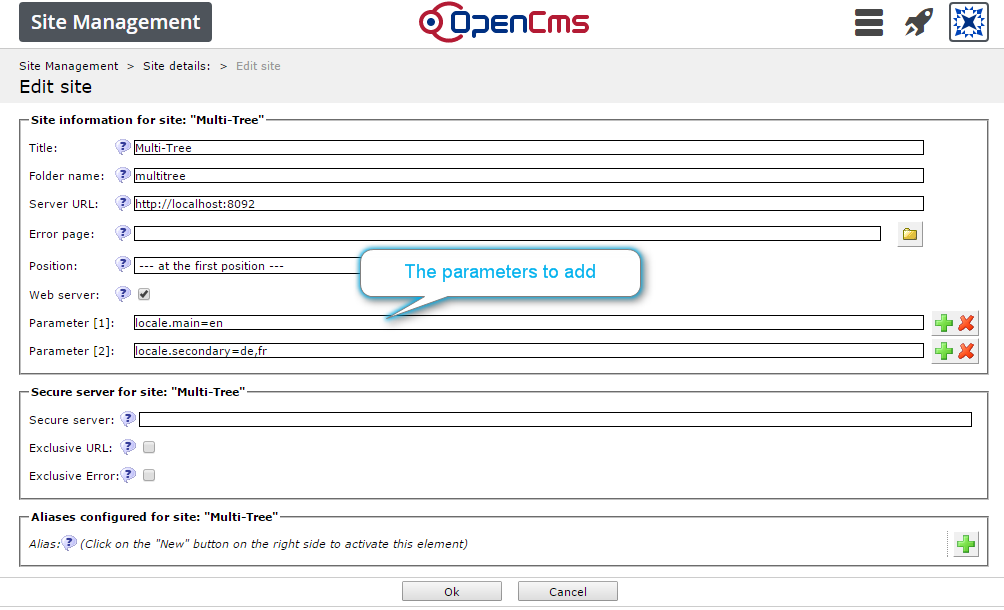 Site Management
OpenCms
Site Management > Site details: > Edit site
Edit site
Site information for site: "Multi-Tree"
Title: ? Multi-Tree
Folder name: ? multitree
Server URL: ? http://localhost:8092
Error page: ?
Position: ? --- at the first position ---
The parameters to add
Web server: ?
Parameter [1]: locale.main=en
Parameter [2]: locale.secondary=de,fr
Secure server for site: "Multi-Tree"
Secure server: ?
Exclusive URL: ?
Exclusive Error: ?
Aliases configured for site: "Multi-Tree"
Alias: ? (Click on the "New" button on the right side to activate this element)
Ok Cancel